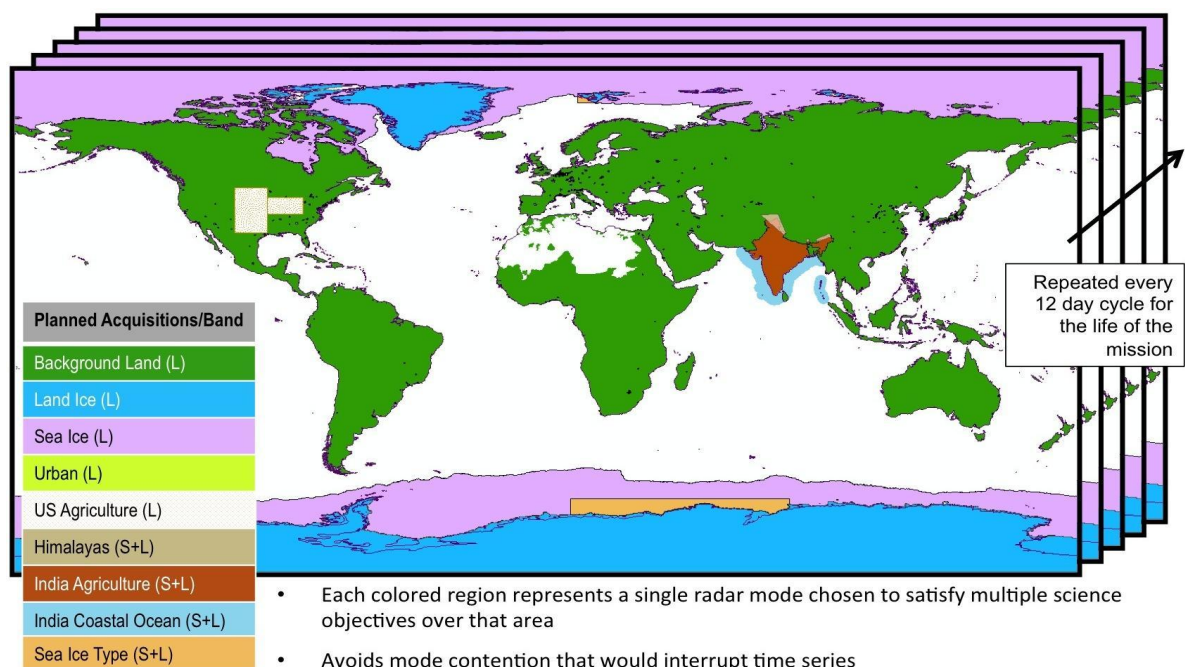 Repeated every
12 day cycle for
the life of the
mission
Planned Acquisitions/Band
Background Land (L)
Land Ice (L)
Sea Ice (L)
Urban (L)
US Agriculture (L)
Himalayas (S+L)
India Agriculture (S+L)
India Coastal Ocean (S+L)
Sea Ice Type (S+L)
• Each colored region represents a single radar mode chosen to satisfy multiple science
objectives over that area
• Avoids mode contention that would interrupt time series